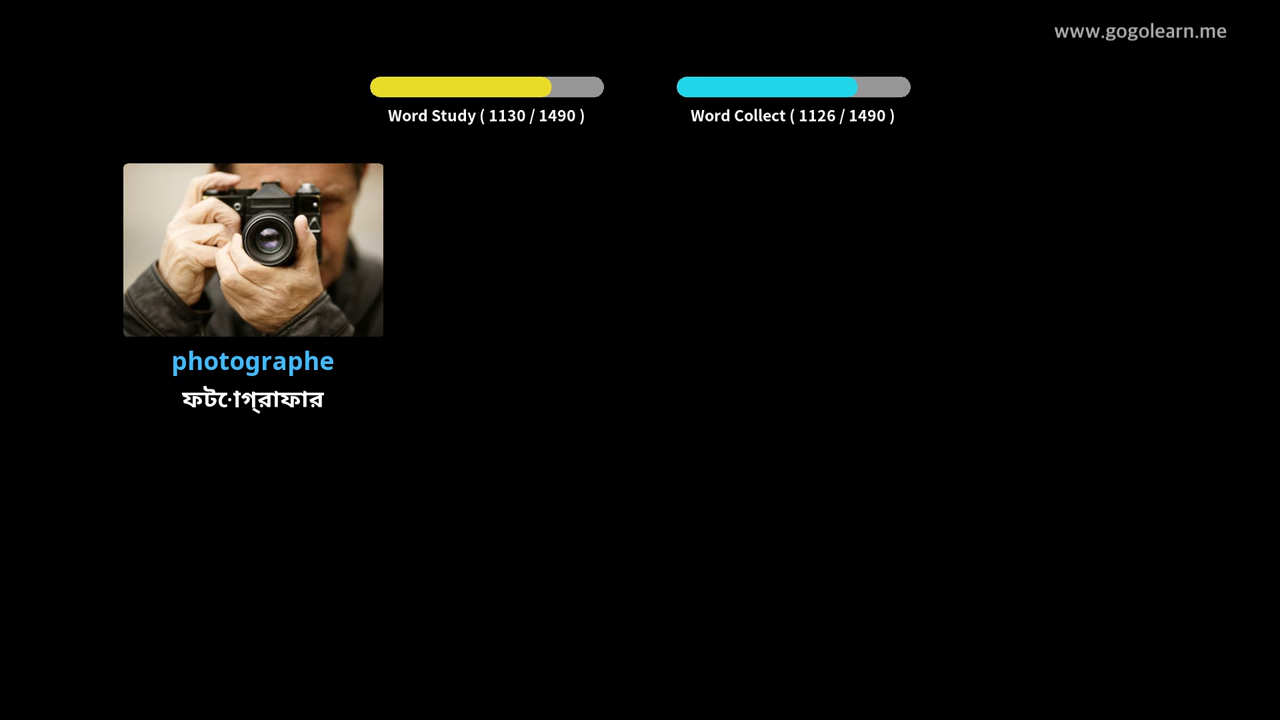 www.gogolearn.me
Word Study ( 1130 / 1490 )
Word Collect ( 1126 / 1490 )
photographe
ফটোগ্রাফার